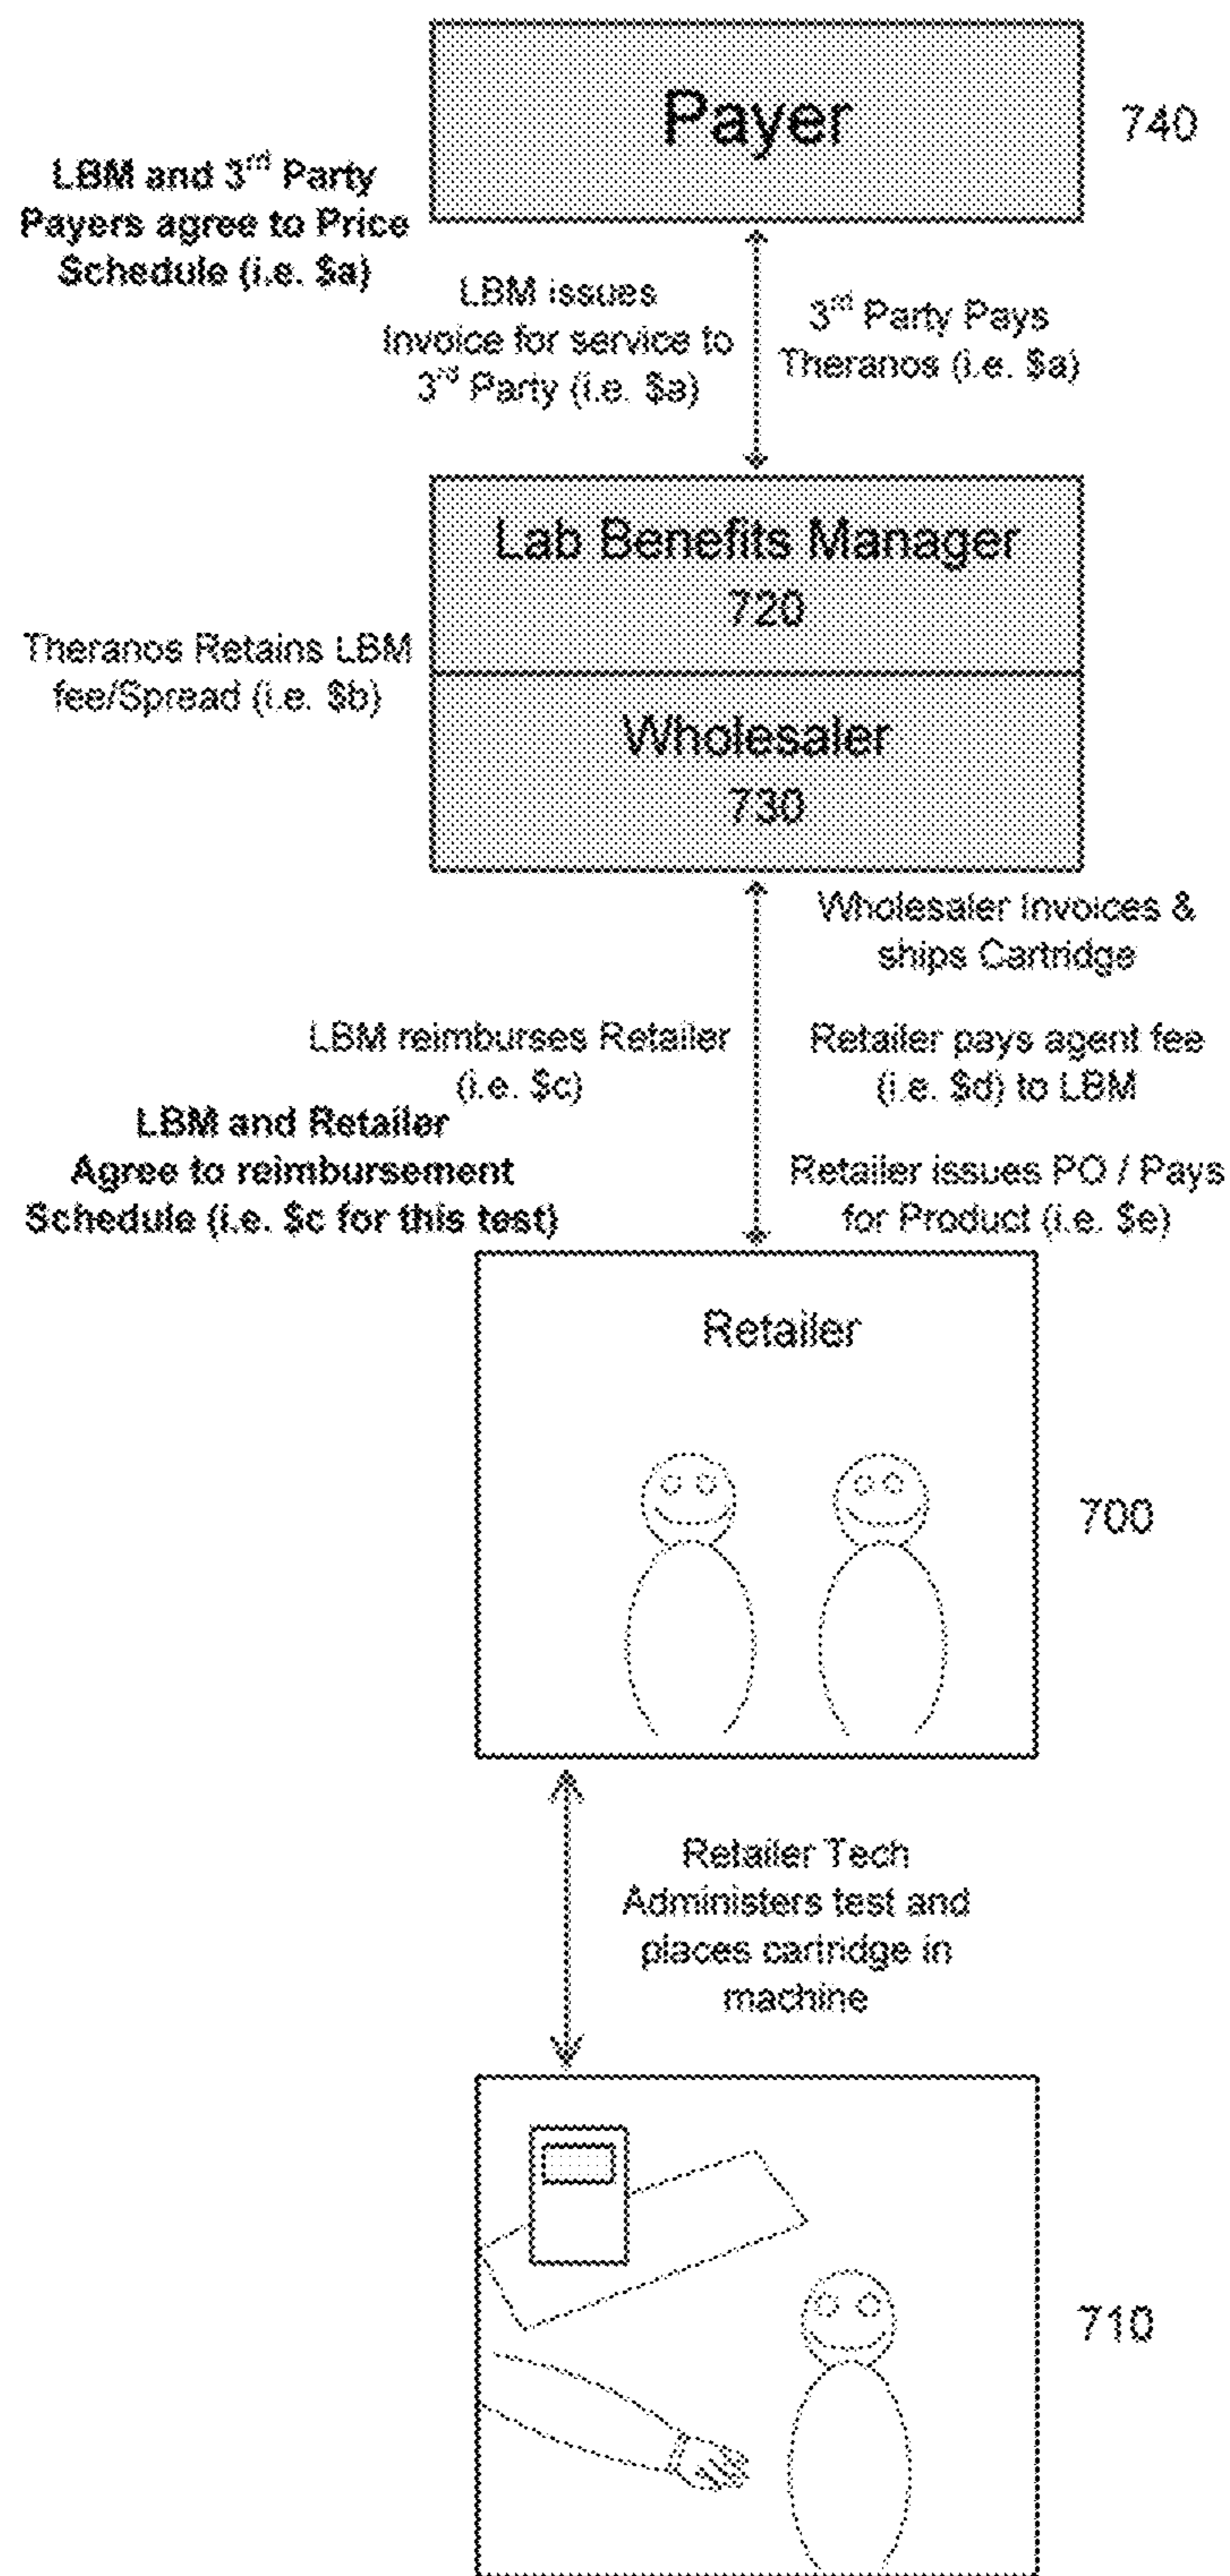 Payer
740
LBM and 3rd Party
Payers agree to Price
Schedule (i.e. $a)
LBM issues
Invoice for service to
3rd Party (i.e. $a)
3rd Party Pays
Theranos (i.e. $a)
Lab Benefits Manager
720
Theranos Retains LBM
fee/Spread (i.e. $b)
Wholesaler
730
Wholesaler Invoices &
ships Cartridge
LBM reimburses Retailer
(i.e. $c)
Retailer pays agent fee
(i.e. $d) to LBM
LBM and Retailer
Agree to reimbursement
Schedule (i.e. $c for this test)
Retailer issues PO / Pays
for Product (i.e. $e)
Retailer
700
Retailer Tech
Administers test and
places cartridge in
machine
710